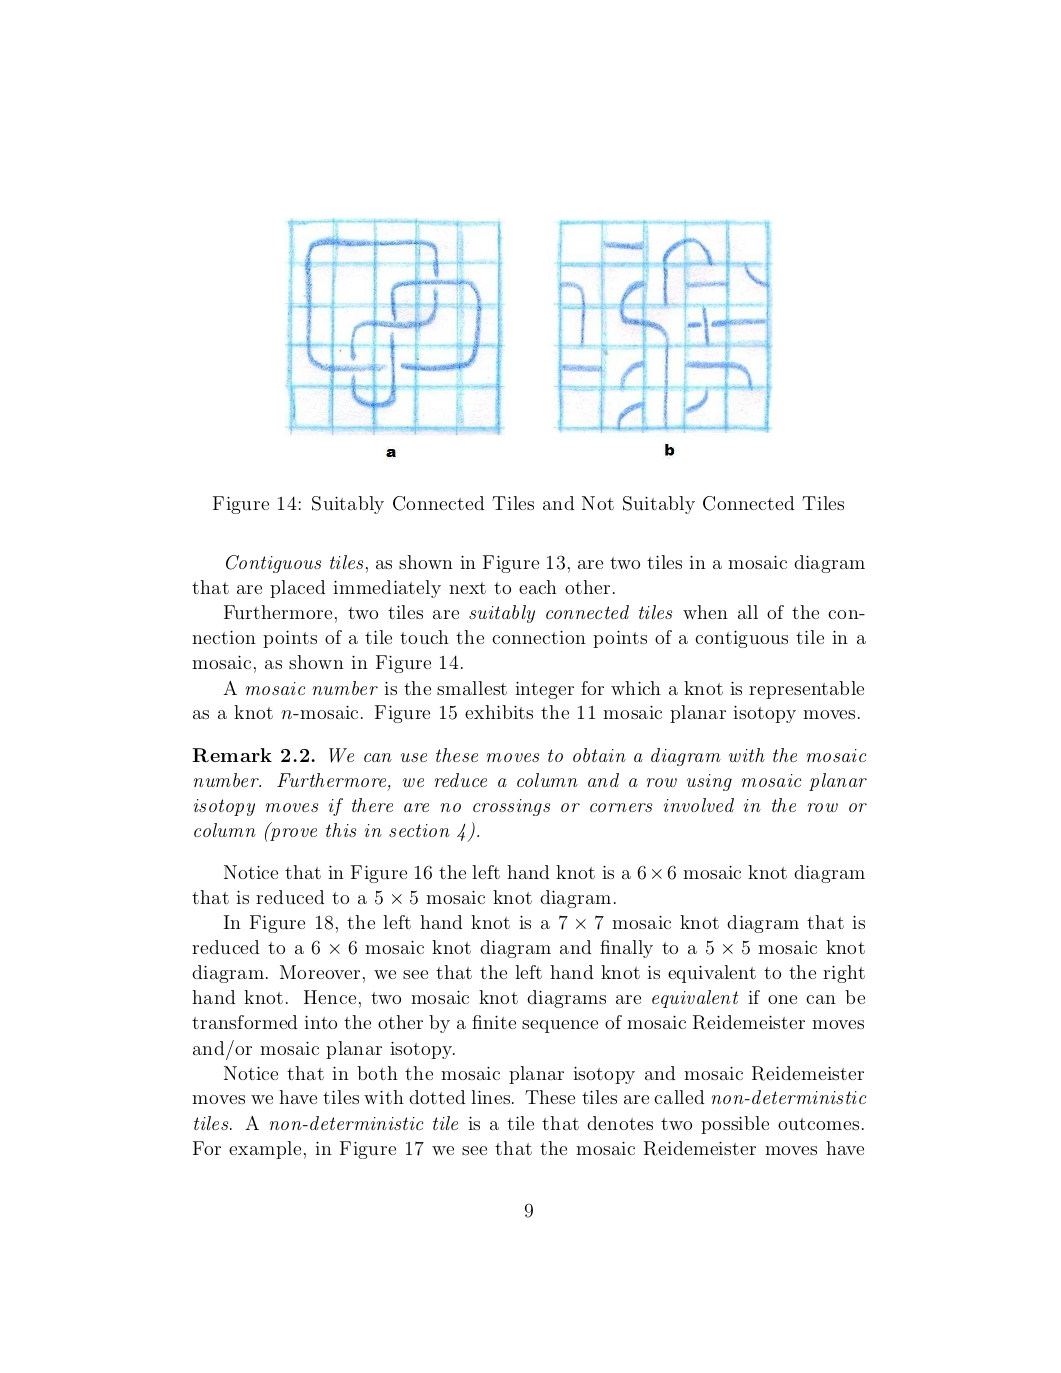 a
b
Figure 14: Suitably Connected Tiles and Not Suitably Connected Tiles
Contiguous tiles, as shown in Figure 13, are two tiles in a mosaic diagram
that are placed immediately next to each other.
Furthermore, two tiles are suitably connected tiles when all of the con-
nection points of a tile touch the connection points of a contiguous tile in a
mosaic, as shown in Figure 14.
A mosaic number is the smallest integer for which a knot is representable
as a knot n-mosaic. Figure 15 exhibits the 11 mosaic planar isotopy moves.
Remark 2.2. We can use these moves to obtain a diagram with the mosaic
number. Furthermore, we reduce a column and a row using mosaic planar
isotopy moves if there are no crossings or corners involved in the row or
column (prove this in section 4).
Notice that in Figure 16 the left hand knot is a 6×6 mosaic knot diagram
that is reduced to a 5 × 5 mosaic knot diagram.
In Figure 18, the left hand knot is a 7 × 7 mosaic knot diagram that is
reduced to a 6 × 6 mosaic knot diagram and finally to a 5 × 5 mosaic knot
diagram. Moreover, we see that the left hand knot is equivalent to the right
hand knot. Hence, two mosaic knot diagrams are equivalent if one can be
transformed into the other by a finite sequence of mosaic Reidemeister moves
and/or mosaic planar isotopy.
Notice that in both the mosaic planar isotopy and mosaic Reidemeister
moves we have tiles with dotted lines. These tiles are called non-deterministic
tiles. A non-deterministic tile is a tile that denotes two possible outcomes.
For example, in Figure 17 we see that the mosaic Reidemeister moves have
9